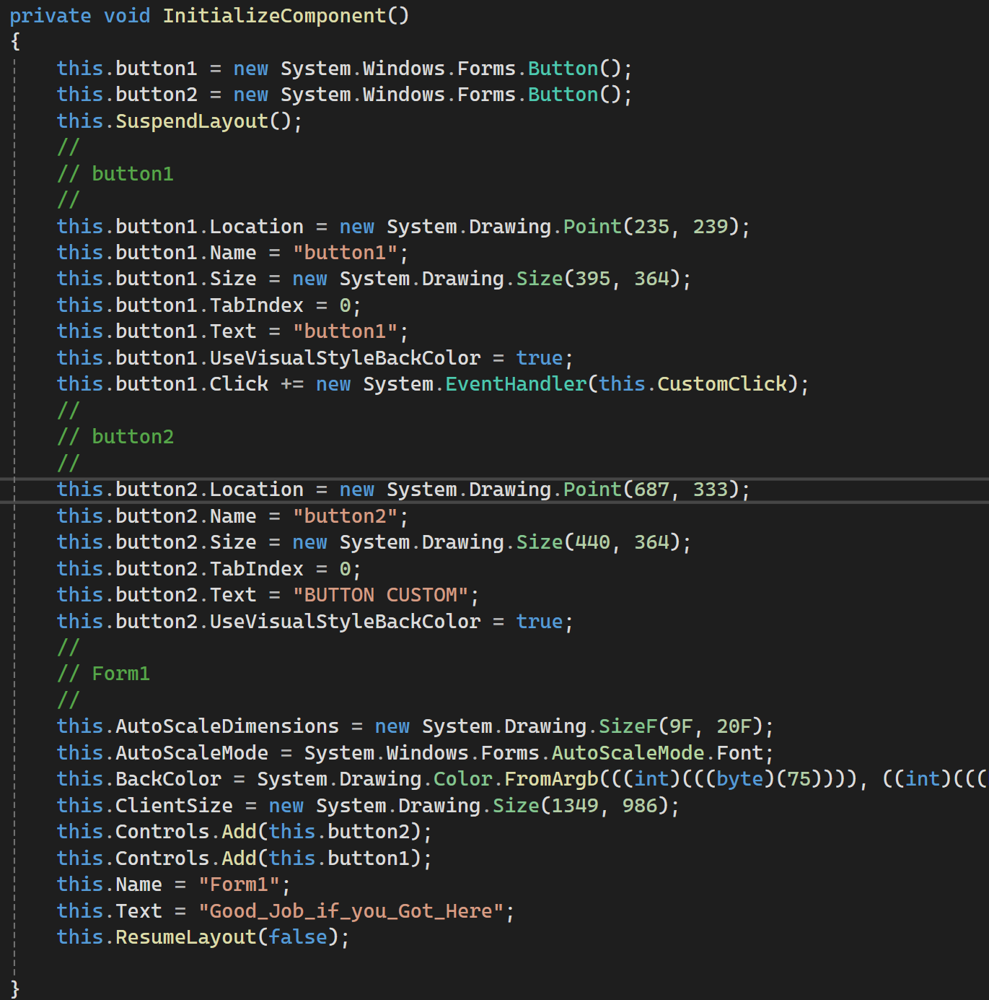 private void InitializeComponent()
{
this.button1 = new System.Windows.Forms.Button();
this.button2 = new System.Windows.Forms.Button();
this.SuspendLayout();
//
// button1
//
this.button1.Location = new System.Drawing.Point(235, 239);
this.button1.Name = "button1";
this.button1.Size = new System.Drawing.Size(395, 364);
this.button1.TabIndex = 0;
this.button1.Text = "button1";
this.button1.UseVisualStyleBackColor = true;
this.button1.Click += new System.EventHandler(this.CustomClick);
//
// button2
//
this.button2.Location = new System.Drawing.Point(687, 333);
this.button2.Name = "button2";
this.button2.Size = new System.Drawing.Size(440, 364);
this.button2.TabIndex = 0;
this.button2.Text = "BUTTON CUSTOM";
this.button2.UseVisualStyleBackColor = true;
//
// Form1
//
this.AutoScaleDimensions = new System.Drawing.SizeF(9F, 20F);
this.AutoScaleMode = System.Windows.Forms.AutoScaleMode.Font;
this.BackColor = System.Drawing.Color.FromArgb(((int)(((byte)(75)))), ((int)(((
this.ClientSize = new System.Drawing.Size(1349, 986);
this.Controls.Add(this.button2);
this.Controls.Add(this.button1);
this.Name = "Form1";
this.Text = "Good_Job_if_you_Got_Here";
this.ResumeLayout(false);
}